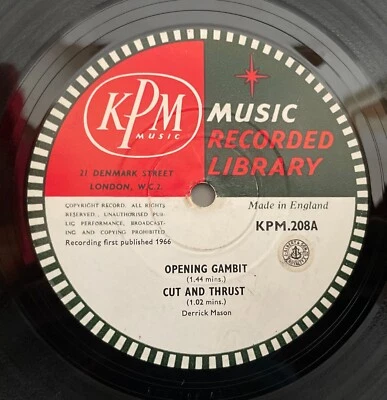 KPM
MUSIC
MUSIC
RECORDED
LIBRARY
21 DENMARK STREET
LONDON, W.C.2.
COPYRIGHT RECORD. ALL RIGHTS
RESERVED. UNAUTHORISED PUB-
LIC PERFORMANCE, BROADCAST-
ING AND COPYING PROHIBITED
Recording first published 1966
Made in England
KPM.208A
OPENING GAMBIT
(1.44 mins.)
CUT AND THRUST
(1.02 mins.)
Derrick Mason